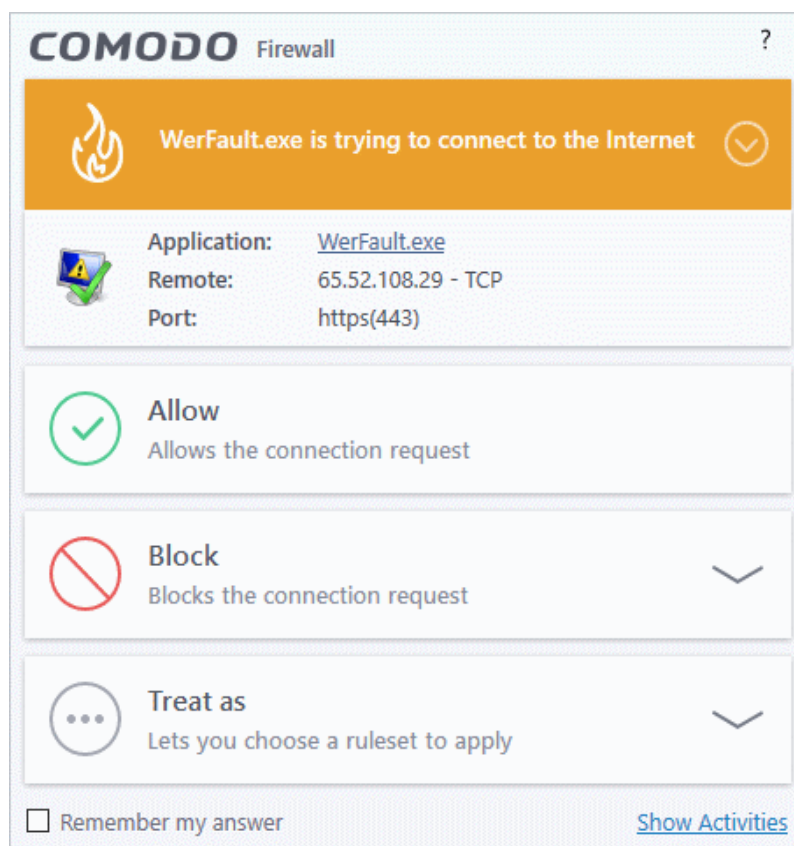 COMODO Firewall ?
WerFault.exe is trying to connect to the Internet
Application: WerFault.exe
Remote: 65.52.108.29 - TCP
Port: https(443)
Allow
Allows the connection request
Block
Blocks the connection request
Treat as
Lets you choose a ruleset to apply
Remember my answer Show Activities